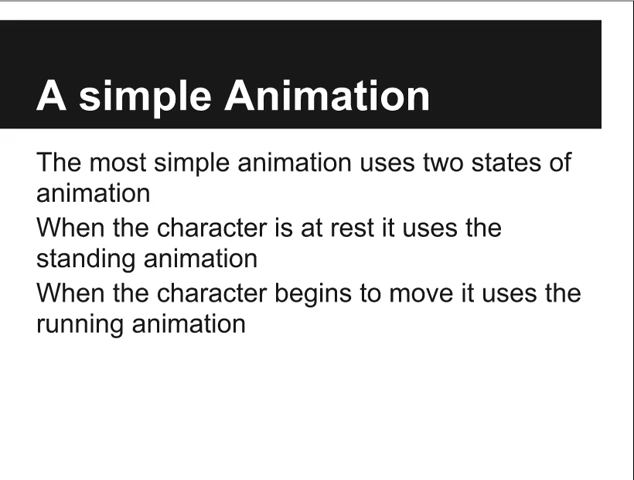 A simple Animation
The most simple animation uses two states of
animation
When the character is at rest it uses the
standing animation
When the character begins to move it uses the
running animation